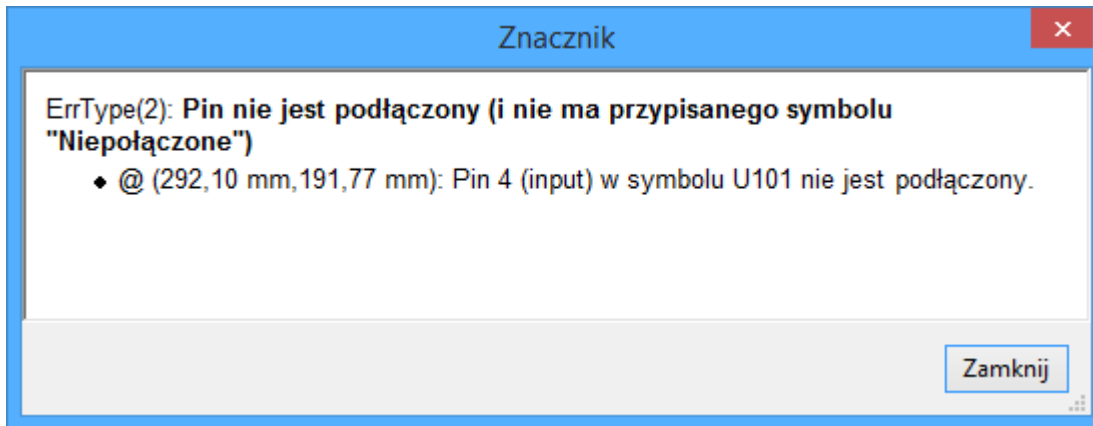 Znacznik
ErrType(2): Pin nie jest podłączony (i nie ma przypisanego symbolu
"Niepołączone")
◆ @ (292,10 mm,191,77 mm): Pin 4 (input) w symbolu U101 nie jest podłączony.
Zamknij